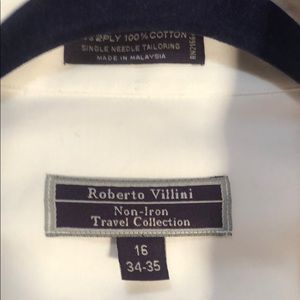 2PLY 100% COTTON
SINGLE NEEDLE TAILORING
MADE IN MALAYSIA
Roberto Villini
Non-Iron
Travel Collection
16
34-35